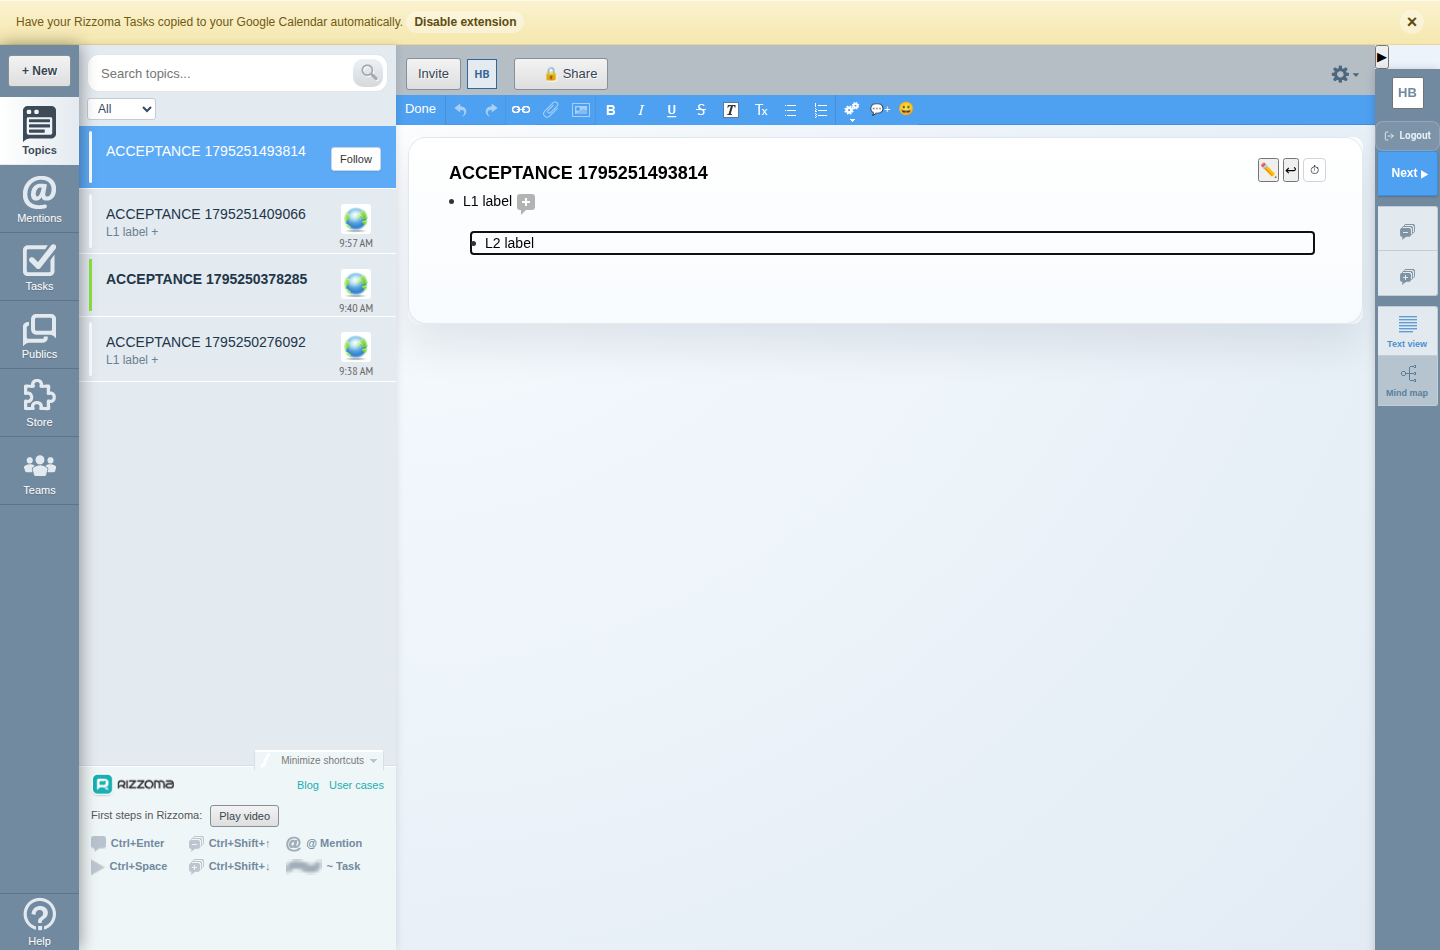 Have your Rizzoma Tasks copied to your Google Calendar automatically. Disable extension ×
+ New
Topics
Mentions
Tasks
Publics
Store
Teams
Help
Search topics...
All
ACCEPTANCE 1795251493814
Follow
ACCEPTANCE 1795251409066
L1 label +
9:57 AM
ACCEPTANCE 1795250378285
9:40 AM
ACCEPTANCE 1795250276092
L1 label +
9:38 AM
Minimize shortcuts
RIZZOMA
Blog User cases
First steps in Rizzoma: Play video
Ctrl+Enter Ctrl+Shift+↑ @ Mention
Ctrl+Space Ctrl+Shift+↓ ~ Task
Invite HB 🔒 Share
Done B I U S T Tx
ACCEPTANCE 1795251493814
• L1 label +
• L2 label
HB
Logout
Next ▶
Text view
Mind map